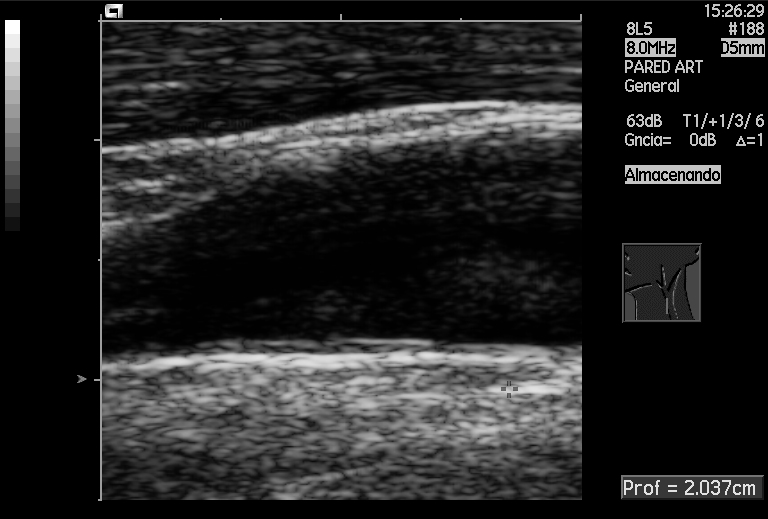 15:26:29
8L5 #188
8.0MHz 05mm
PARED ART
General
63dB T1/+1/3/ 6
Gncia= 0dB Δ=1
Almacenando
Prof = 2.037cm